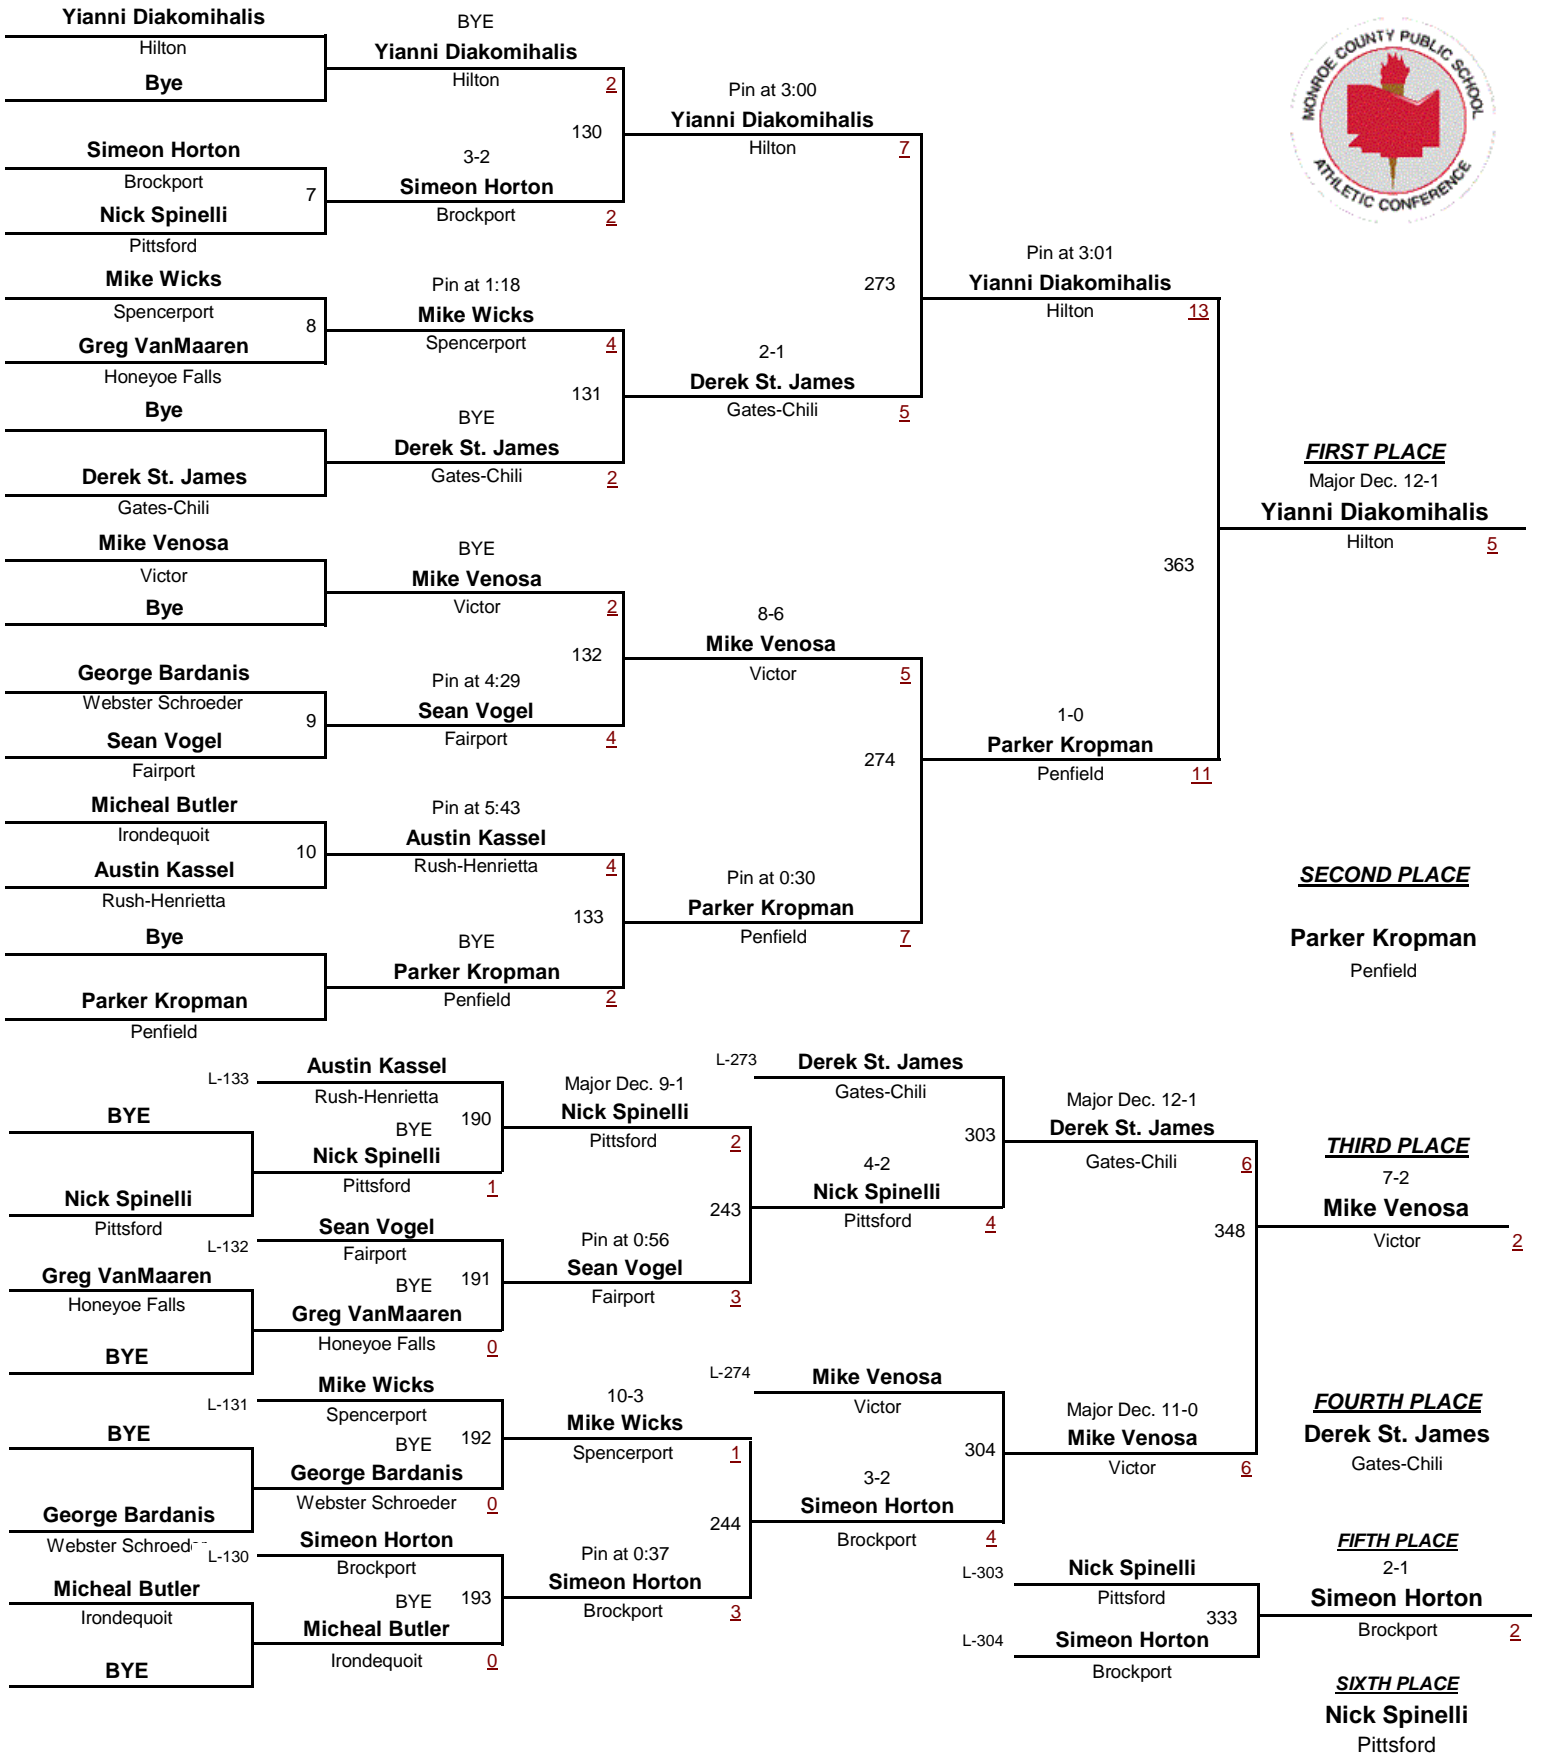 Yianni Diakomihalis
Hilton
Bye
Simeon Horton
Brockport
7
Nick Spinelli
Pittsford
Mike Wicks
Spencerport
8
Greg VanMaaren
Honeyoe Falls
Bye
Derek St. James
Gates-Chili
Mike Venosa
Victor
Bye
George Bardanis
Webster Schroeder
9
Sean Vogel
Fairport
Micheal Butler
Irondequoit
10
Austin Kassel
Rush-Henrietta
Bye
Parker Kropman
Penfield
BYE
Yianni Diakomihalis
Hilton 2
130
3-2
Simeon Horton
Brockport 2
Pin at 1:18
Mike Wicks
Spencerport 4
131
BYE
Derek St. James
Gates-Chili 2
BYE
Mike Venosa
Victor 2
132
Pin at 4:29
Sean Vogel
Fairport 4
Pin at 5:43
Austin Kassel
Rush-Henrietta 4
133
BYE
Parker Kropman
Penfield 2
Pin at 3:00
Yianni Diakomihalis
Hilton 7
273
2-1
Derek St. James
Gates-Chili 5
8-6
Mike Venosa
Victor 5
274
Pin at 0:30
Parker Kropman
Penfield 7
Pin at 3:01
Yianni Diakomihalis
Hilton 13
363
1-0
Parker Kropman
Penfield 11
MONROE COUNTY PUBLIC SCHOOL
ATHLETIC CONFERENCE
FIRST PLACE
Major Dec. 12-1
Yianni Diakomihalis
Hilton 5
SECOND PLACE
Parker Kropman
Penfield
BYE
Nick Spinelli
Pittsford
Greg VanMaaren
Honeyoe Falls
BYE
BYE
George Bardanis
Webster Schroed
Micheal Butler
Irondequoit
BYE
L-133
Austin Kassel
Rush-Henrietta
BYE 190
Nick Spinelli
Pittsford 1
L-132
Sean Vogel
Fairport
BYE 191
Greg VanMaaren
Honeyoe Falls 0
L-131
Mike Wicks
Spencerport
BYE 192
George Bardanis
Webster Schroeder 0
L-130
Simeon Horton
Brockport
BYE 193
Micheal Butler
Irondequoit 0
Major Dec. 9-1
Nick Spinelli
Pittsford 2
243
Pin at 0:56
Sean Vogel
Fairport 3
10-3
Mike Wicks
Spencerport 1
244
Pin at 0:37
Simeon Horton
Brockport 3
L-273
Derek St. James
Gates-Chili
303
4-2
Nick Spinelli
Pittsford 4
L-274
Mike Venosa
Victor
304
3-2
Simeon Horton
Brockport 4
Major Dec. 12-1
Derek St. James
Gates-Chili 6
348
Major Dec. 11-0
Mike Venosa
Victor 6
L-303
Nick Spinelli
Pittsford
333
L-304
Simeon Horton
Brockport
THIRD PLACE
7-2
Mike Venosa
Victor 2
FOURTH PLACE
Derek St. James
Gates-Chili
FIFTH PLACE
2-1
Simeon Horton
Brockport 2
SIXTH PLACE
Nick Spinelli
Pittsford